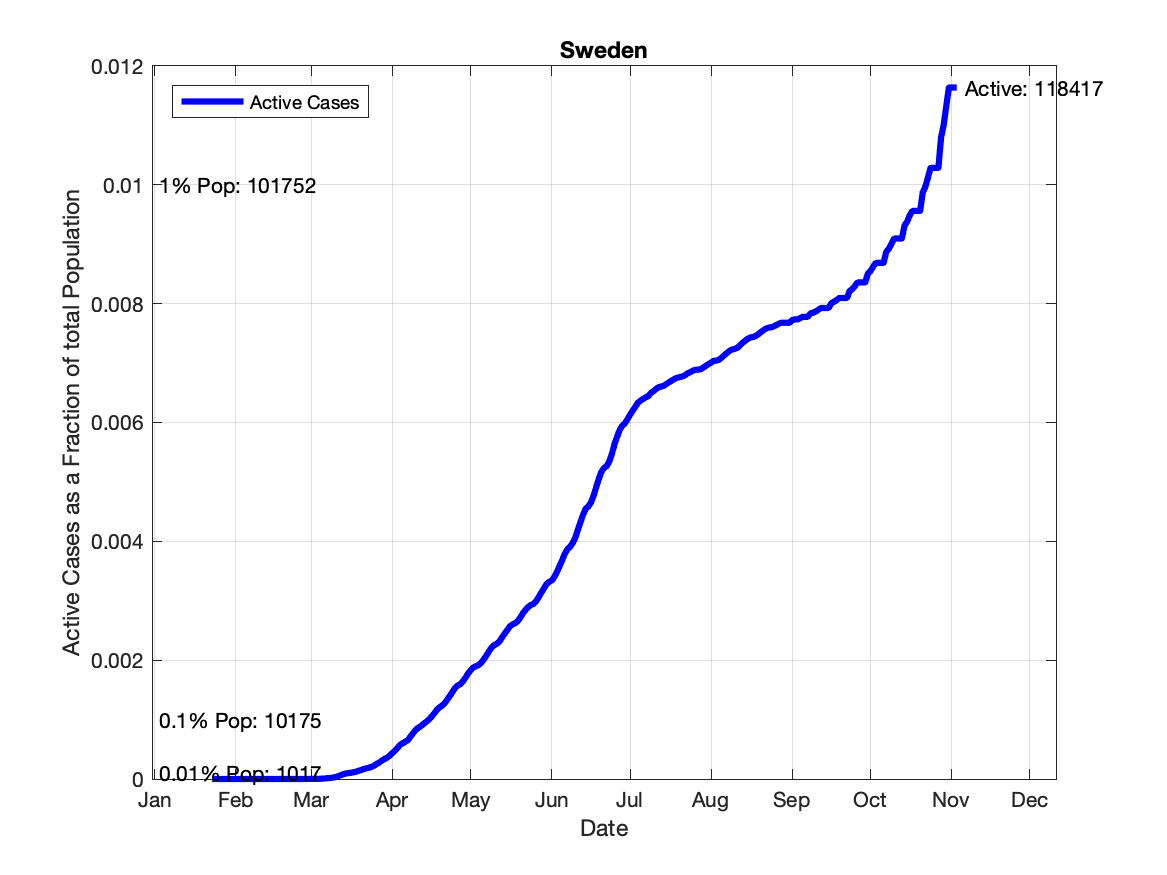 Sweden
Active Cases
Active: 118417
1% Pop: 101752
0.1% Pop: 10175
0.01% Pop: 1017
0.012
0.01
0.008
0.006
0.004
0.002
0
Active Cases as a Fraction of total Population
Jan Feb Mar Apr May Jun Jul Aug Sep Oct Nov Dec
Date